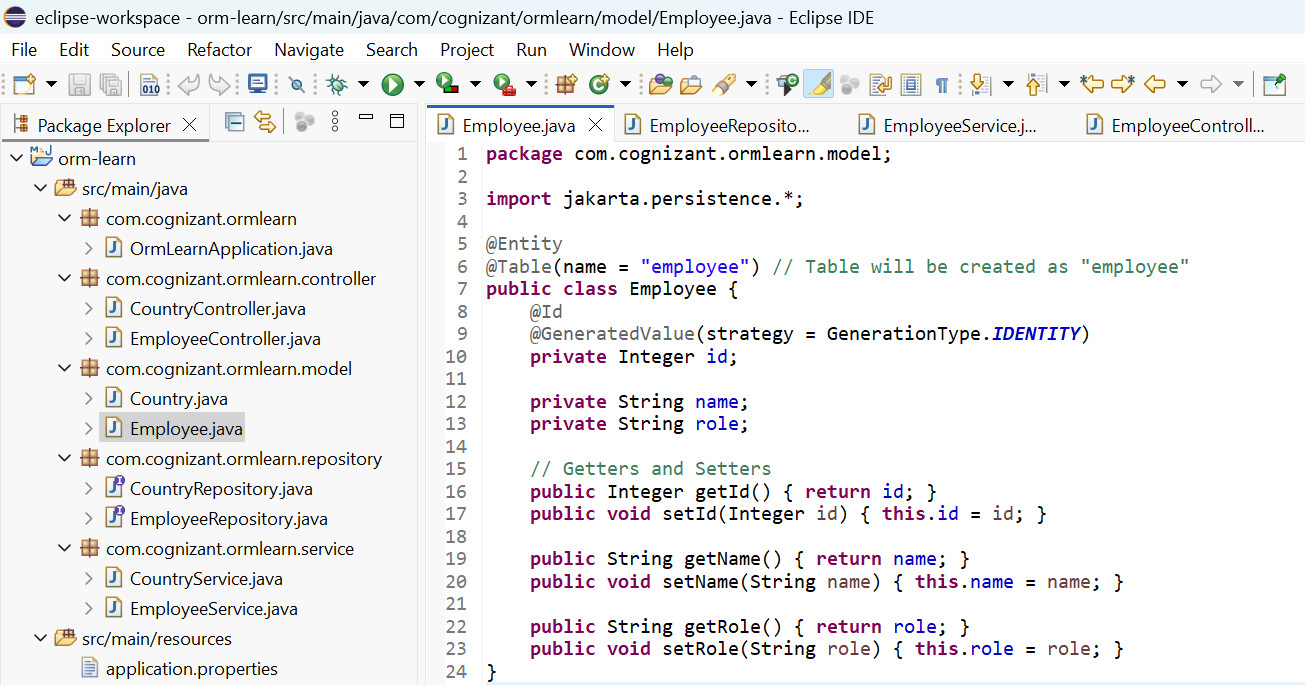 eclipse-workspace - orm-learn/src/main/java/com/cognizant/ormlearn/model/Employee.java - Eclipse IDE
File Edit Source Refactor Navigate Search Project Run Window Help
010
Package Explorer
orm-learn
src/main/java
com.cognizant.ormlearn
OrmLearnApplication.java
com.cognizant.ormlearn.controller
CountryController.java
EmployeeController.java
com.cognizant.ormlearn.model
Country.java
Employee.java
com.cognizant.ormlearn.repository
CountryRepository.java
EmployeeRepository.java
com.cognizant.ormlearn.service
CountryService.java
EmployeeService.java
src/main/resources
application.properties
Employee.java EmployeeReposito... EmployeeService.j... EmployeeControll...
1 package com.cognizant.ormlearn.model;
2
3 import jakarta.persistence.*;
4
5 @Entity
6 @Table(name = "employee") // Table will be created as "employee"
7 public class Employee {
8     @Id
9     @GeneratedValue(strategy = GenerationType.IDENTITY)
10     private Integer id;
11
12     private String name;
13     private String role;
14
15     // Getters and Setters
16     public Integer getId() { return id; }
17     public void setId(Integer id) { this.id = id; }
18
19     public String getName() { return name; }
20     public void setName(String name) { this.name = name; }
21
22     public String getRole() { return role; }
23     public void setRole(String role) { this.role = role; }
24 }